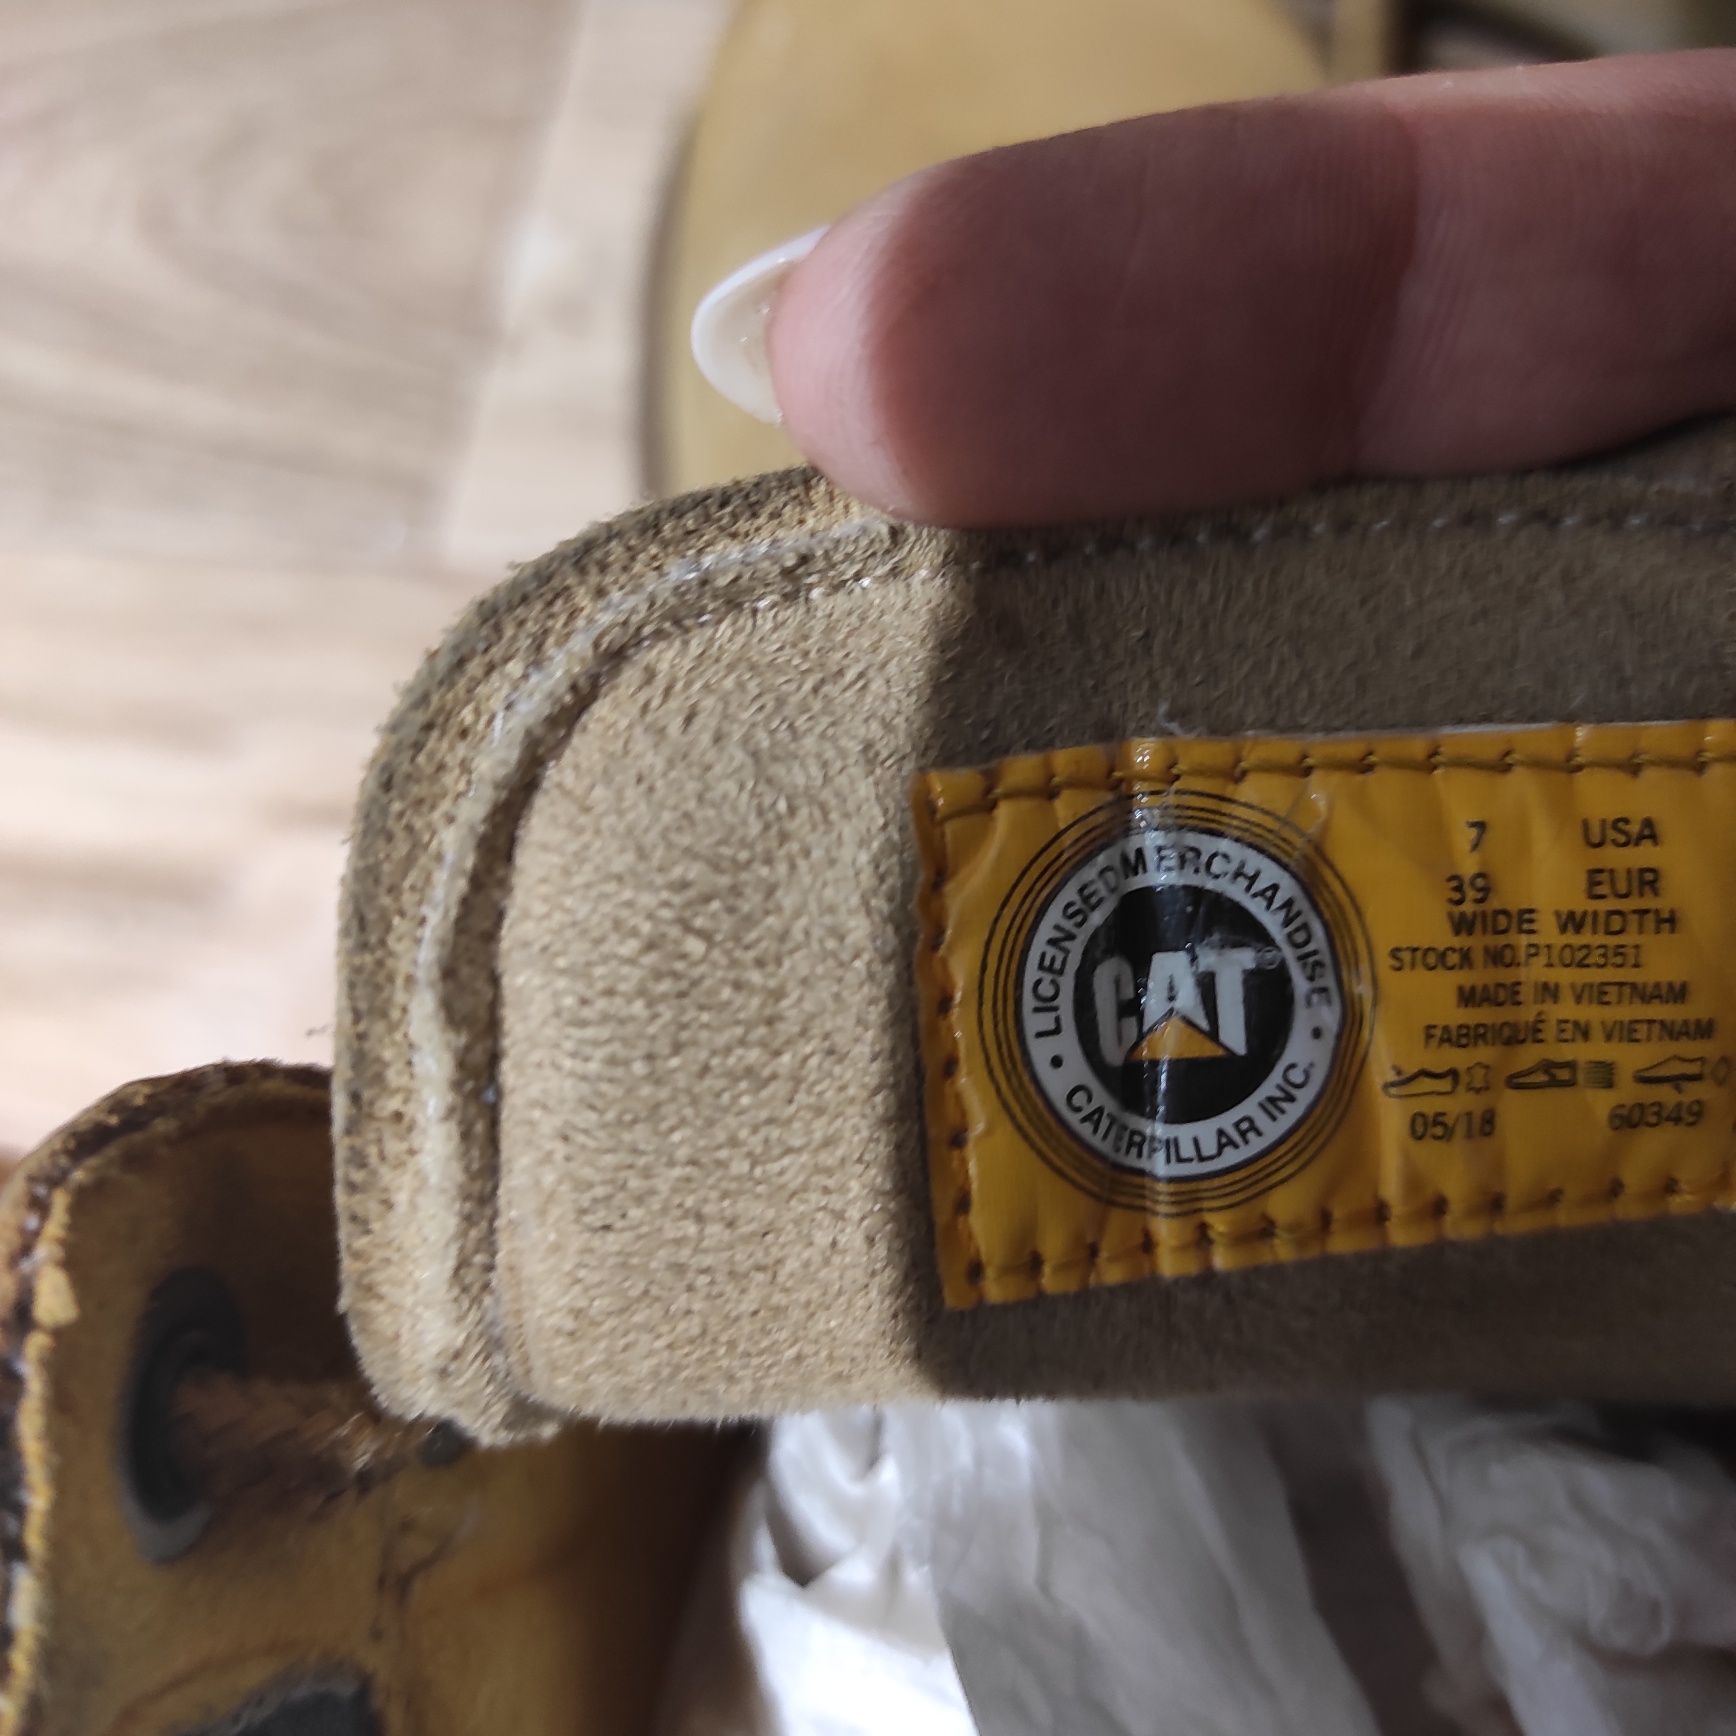 LICENSED MERCHANDISE
CAT®
• CATERPILLAR INC. •
7 USA
39 EUR
WIDE WIDTH
STOCK NO.P102351
MADE IN VIETNAM
FABRIQUÉ EN VIETNAM
05/18 60349